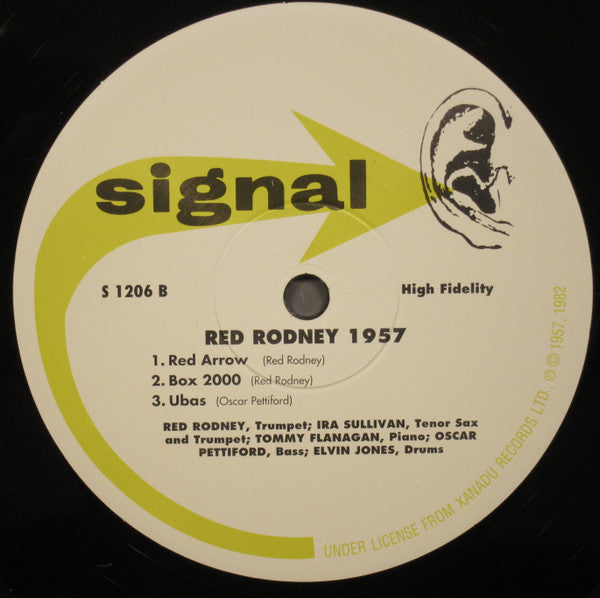 signal
S 1206 B
High Fidelity
RED RODNEY 1957
1. Red Arrow (Red Rodney)
2. Box 2000 (Red Rodney)
3. Ubas (Oscar Pettiford)
RED RODNEY, Trumpet; IRA SULLIVAN, Tenor Sax
and Trumpet; TOMMY FLANAGAN, Piano; OSCAR
PETTIFORD, Bass; ELVIN JONES, Drums
UNDER LICENSE FROM XANADU RECORDS LTD., ℗ © 1957, 1982